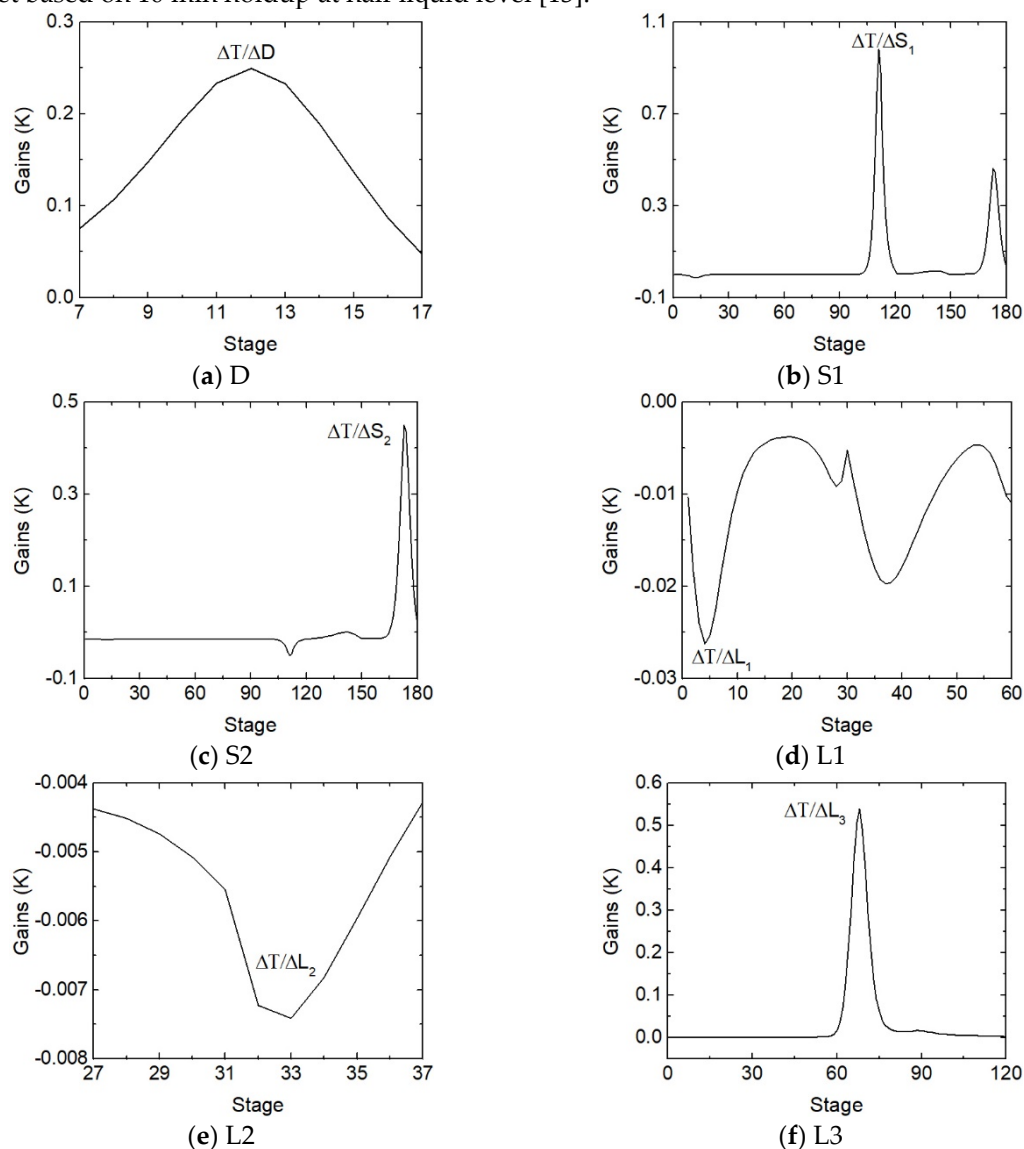 based on 10 min holdup at half liquid level
0.3
0.2
0.1
0.0
Gains (K)
ΔT/ΔD
7 9 11 13 15 17
Stage
(a) D
1.1
0.7
0.3
-0.1
Gains (K)
ΔT/ΔS1
0 30 60 90 120 150 180
Stage
(b) S1
0.5
0.3
0.1
-0.1
Gains (K)
ΔT/ΔS2
0 30 60 90 120 150 180
Stage
(c) S2
0.00
-0.01
-0.02
-0.03
Gains (K)
ΔT/ΔL1
0 10 20 30 40 50 60
Stage
(d) L1
-0.004
-0.005
-0.006
-0.007
-0.008
Gains (K)
ΔT/ΔL2
27 29 31 33 35 37
Stage
(e) L2
0.6
0.5
0.4
0.3
0.2
0.1
0.0
Gains (K)
ΔT/ΔL3
0 30 60 90 120
Stage
(f) L3